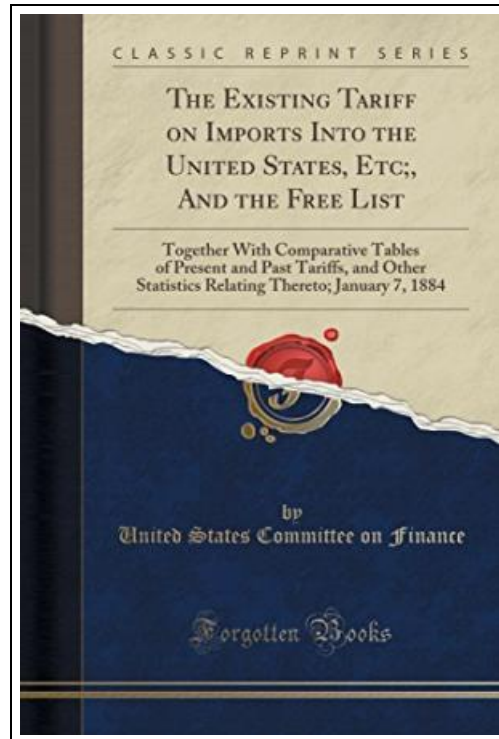 CLASSIC REPRINT SERIES
THE EXISTING TARIFF
ON IMPORTS INTO THE
UNITED STATES, ETC;,
AND THE FREE LIST
Together With Comparative Tables
of Present and Past Tariffs, and Other
Statistics Relating Thereto; January 7, 1884
by
United States Committee on Finance
Forgotten Books